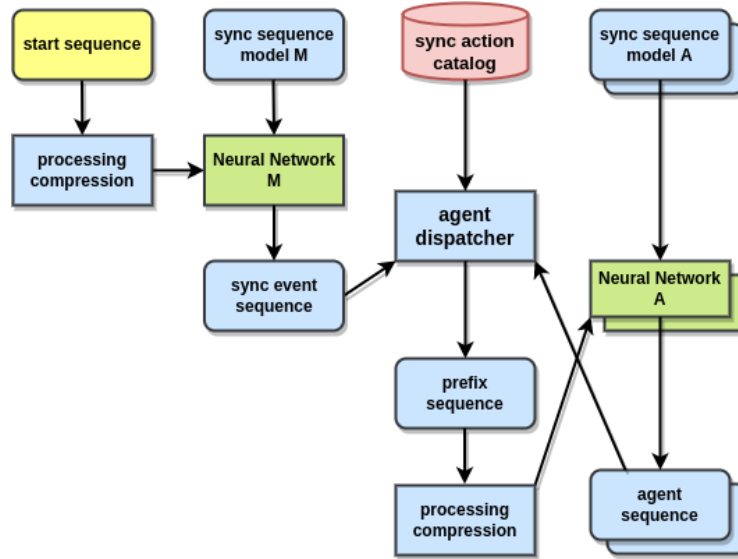 start sequence
sync sequence
model M
sync action
catalog
sync sequence
model A
processing
compression
Neural Network
M
agent
dispatcher
sync event
sequence
Neural Network
A
prefix
sequence
processing
compression
agent
sequence